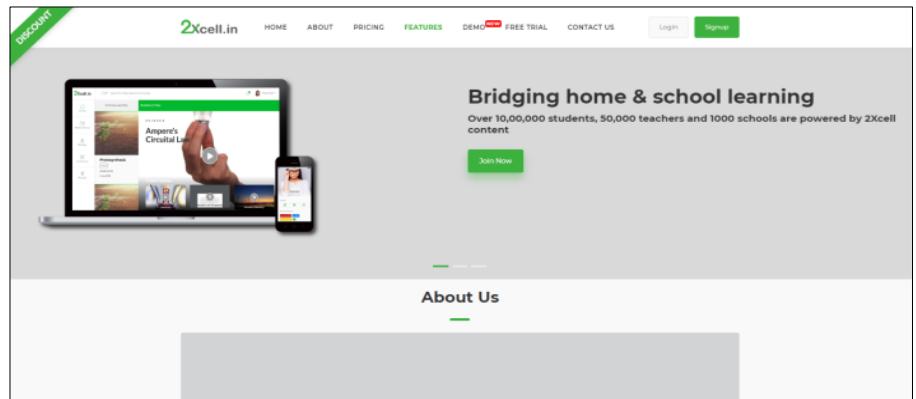 DISCOUNT
2Xcell.in
HOME ABOUT PRICING FEATURES DEMO NEW FREE TRIAL CONTACT US
Login Signup
Bridging home & school learning
Over 10,00,000 students, 50,000 teachers and 1000 schools are powered by 2Xcell
content
Join Now
Ampere's
Circuital Law
Photosynthesis
About Us